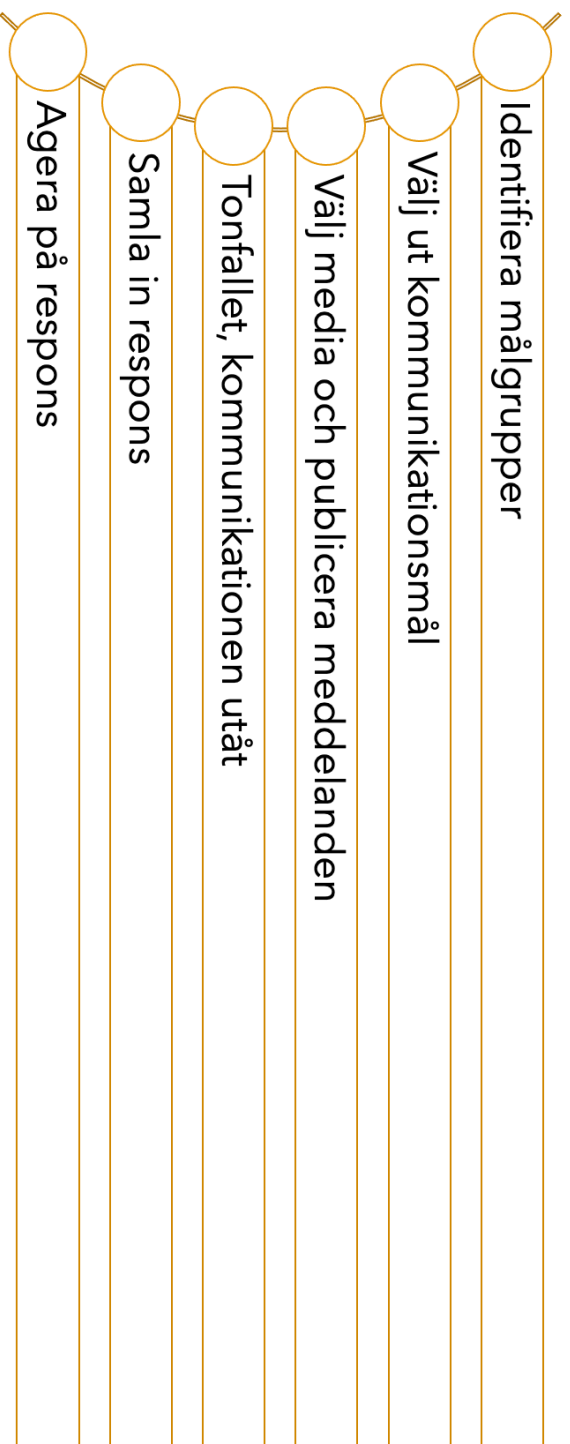 Identifiera målgrupper
Välj ut kommunikationsmål
Välj media och publicera meddelanden
Tonfallet, kommunikationen utåt
Samla in respons
Agera på respons